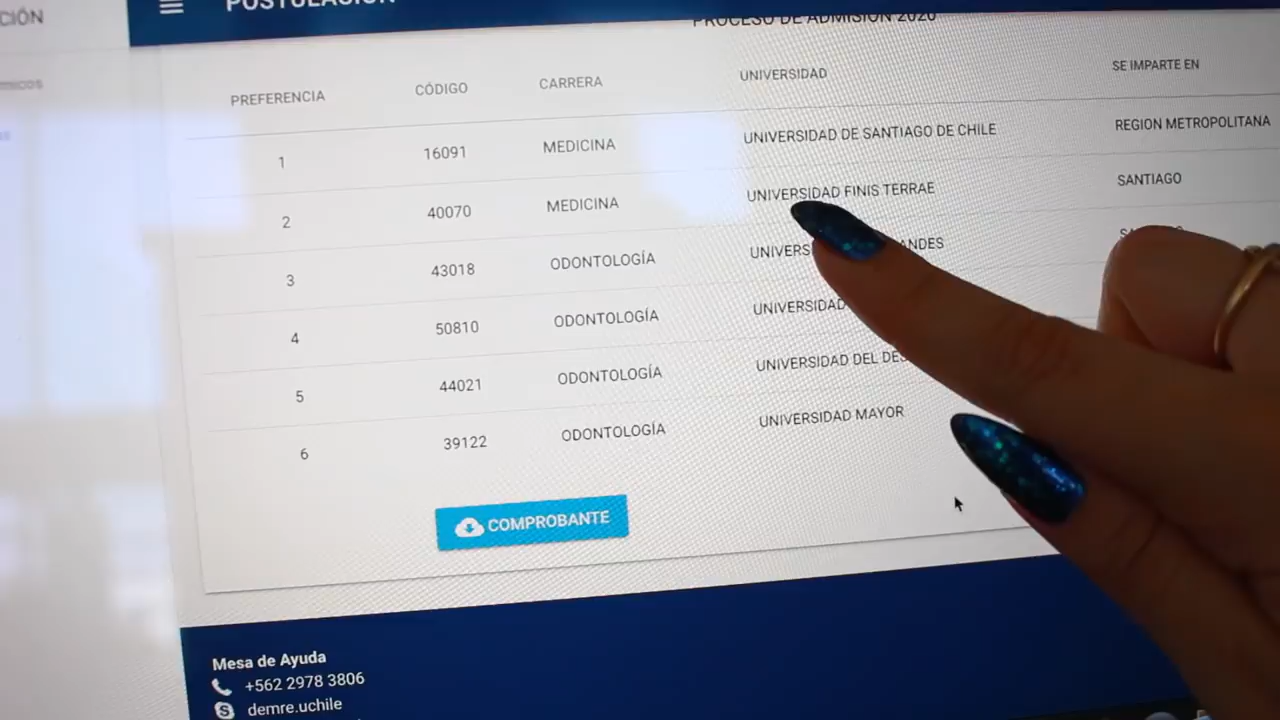 POSTULACIÓN
CIÓN
PROCESO DE ADMISIÓN 2020
PREFERENCIA CÓDIGO CARRERA UNIVERSIDAD SE IMPARTE EN
1 16091 MEDICINA UNIVERSIDAD DE SANTIAGO DE CHILE REGION METROPOLITANA
2 40070 MEDICINA UNIVERSIDAD FINIS TERRAE SANTIAGO
3 43018 ODONTOLOGÍA
4 50810 ODONTOLOGÍA UNIVERSIDAD
5 44021 ODONTOLOGÍA UNIVERSIDAD DEL
6 39122 ODONTOLOGÍA UNIVERSIDAD MAYOR
COMPROBANTE
Mesa de Ayuda
+562 2978 3806
demre.uchile